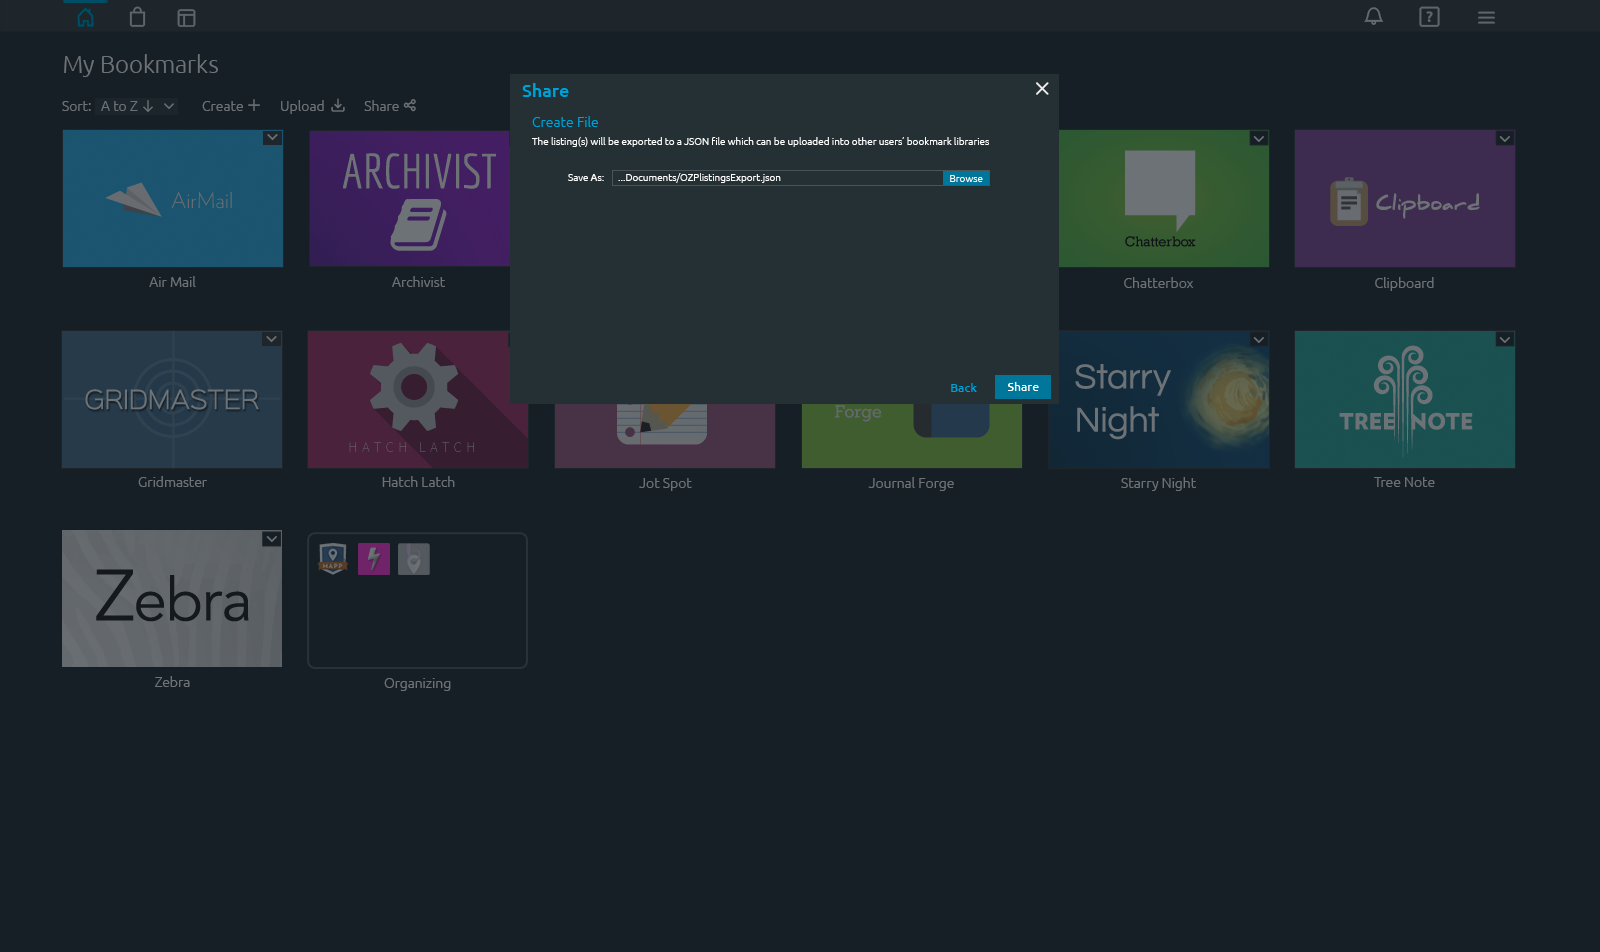 My Bookmarks
Sort: A to Z
Create
Upload
Share
Share
Create File
The listing(s) will be exported to a JSON file which can be uploaded into other users' bookmark libraries
Save As: ...Documents/OZPlistingsExport.json Browse
Back Share
AirMail
ARCHIVIST
Chatterbox
Clipboard
Air Mail
Archivist
Chatterbox
Clipboard
GRIDMASTER
HATCH LATCH
Forge
Starry
Night
TREE NOTE
Gridmaster
Hatch Latch
Jot Spot
Journal Forge
Starry Night
Tree Note
Zebra
MAPP
Zebra
Organizing